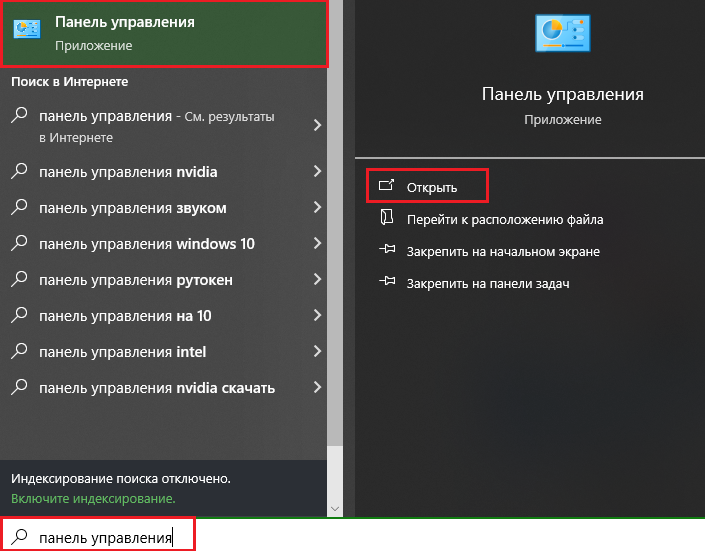 Панель управления
Приложение
Поиск в Интернете
панель управления - См. результаты
в Интернете
панель управления nvidia
панель управления звуком
панель управления windows 10
панель управления рутокен
панель управления на 10
панель управления intel
панель управления nvidia скачать
Индексирование поиска отключено.
Включите индексирование.
панель управления
Панель управления
Приложение
Открыть
Перейти к расположению файла
Закрепить на начальном экране
Закрепить на панели задач